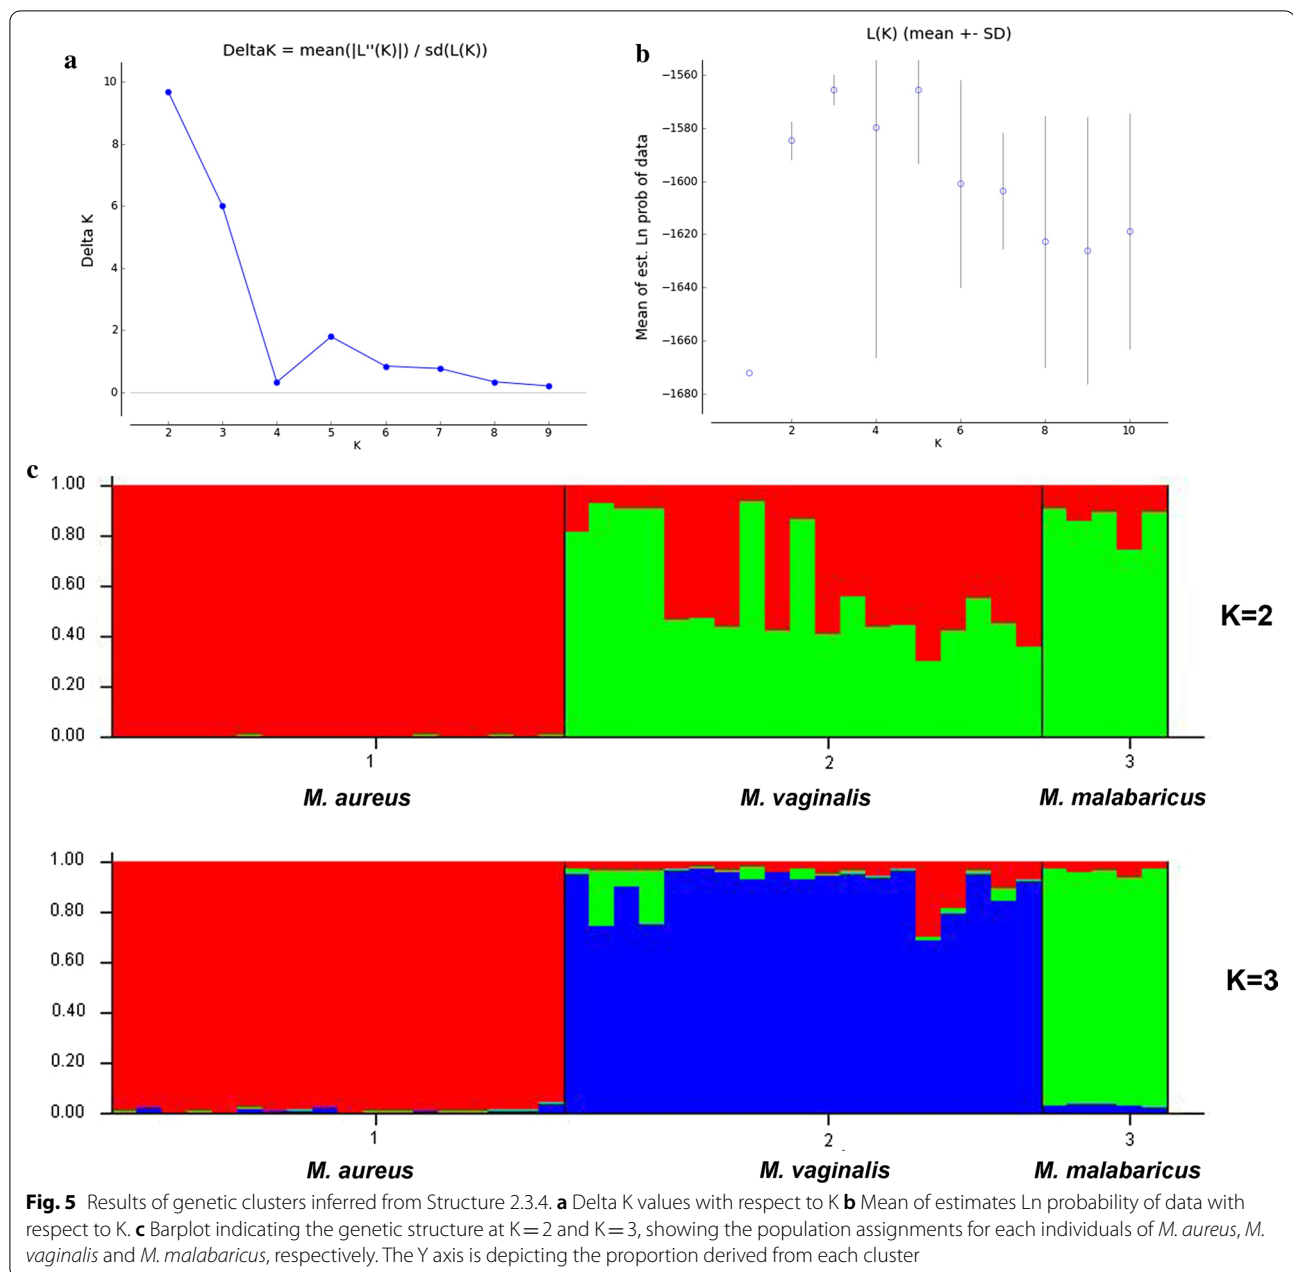 a
DeltaK = mean(|L''(K)|) / sd(L(K))
Delta K
10
8
6
4
2
0
2 3 4 5 6 7 8 9
K
b
L(K) (mean +- SD)
Mean of est. Ln prob of data
−1560
−1580
−1600
−1620
−1640
−1660
−1680
2 4 6 8 10
K
c
1.00
0.80
0.60
0.40
0.20
0.00
K=2
1 2 3
M. aureus M. vaginalis M. malabaricus
1.00
0.80
0.60
0.40
0.20
0.00
K=3
1 2 3
M. aureus M. vaginalis M. malabaricus
Fig. 5 Results of genetic clusters inferred from Structure 2.3.4. a Delta K values with respect to K b Mean of estimates Ln probability of data with
respect to K. c Barplot indicating the genetic structure at K = 2 and K = 3, showing the population assignments for each individuals of M. aureus, M.
vaginalis and M. malabaricus, respectively. The Y axis is depicting the proportion derived from each cluster